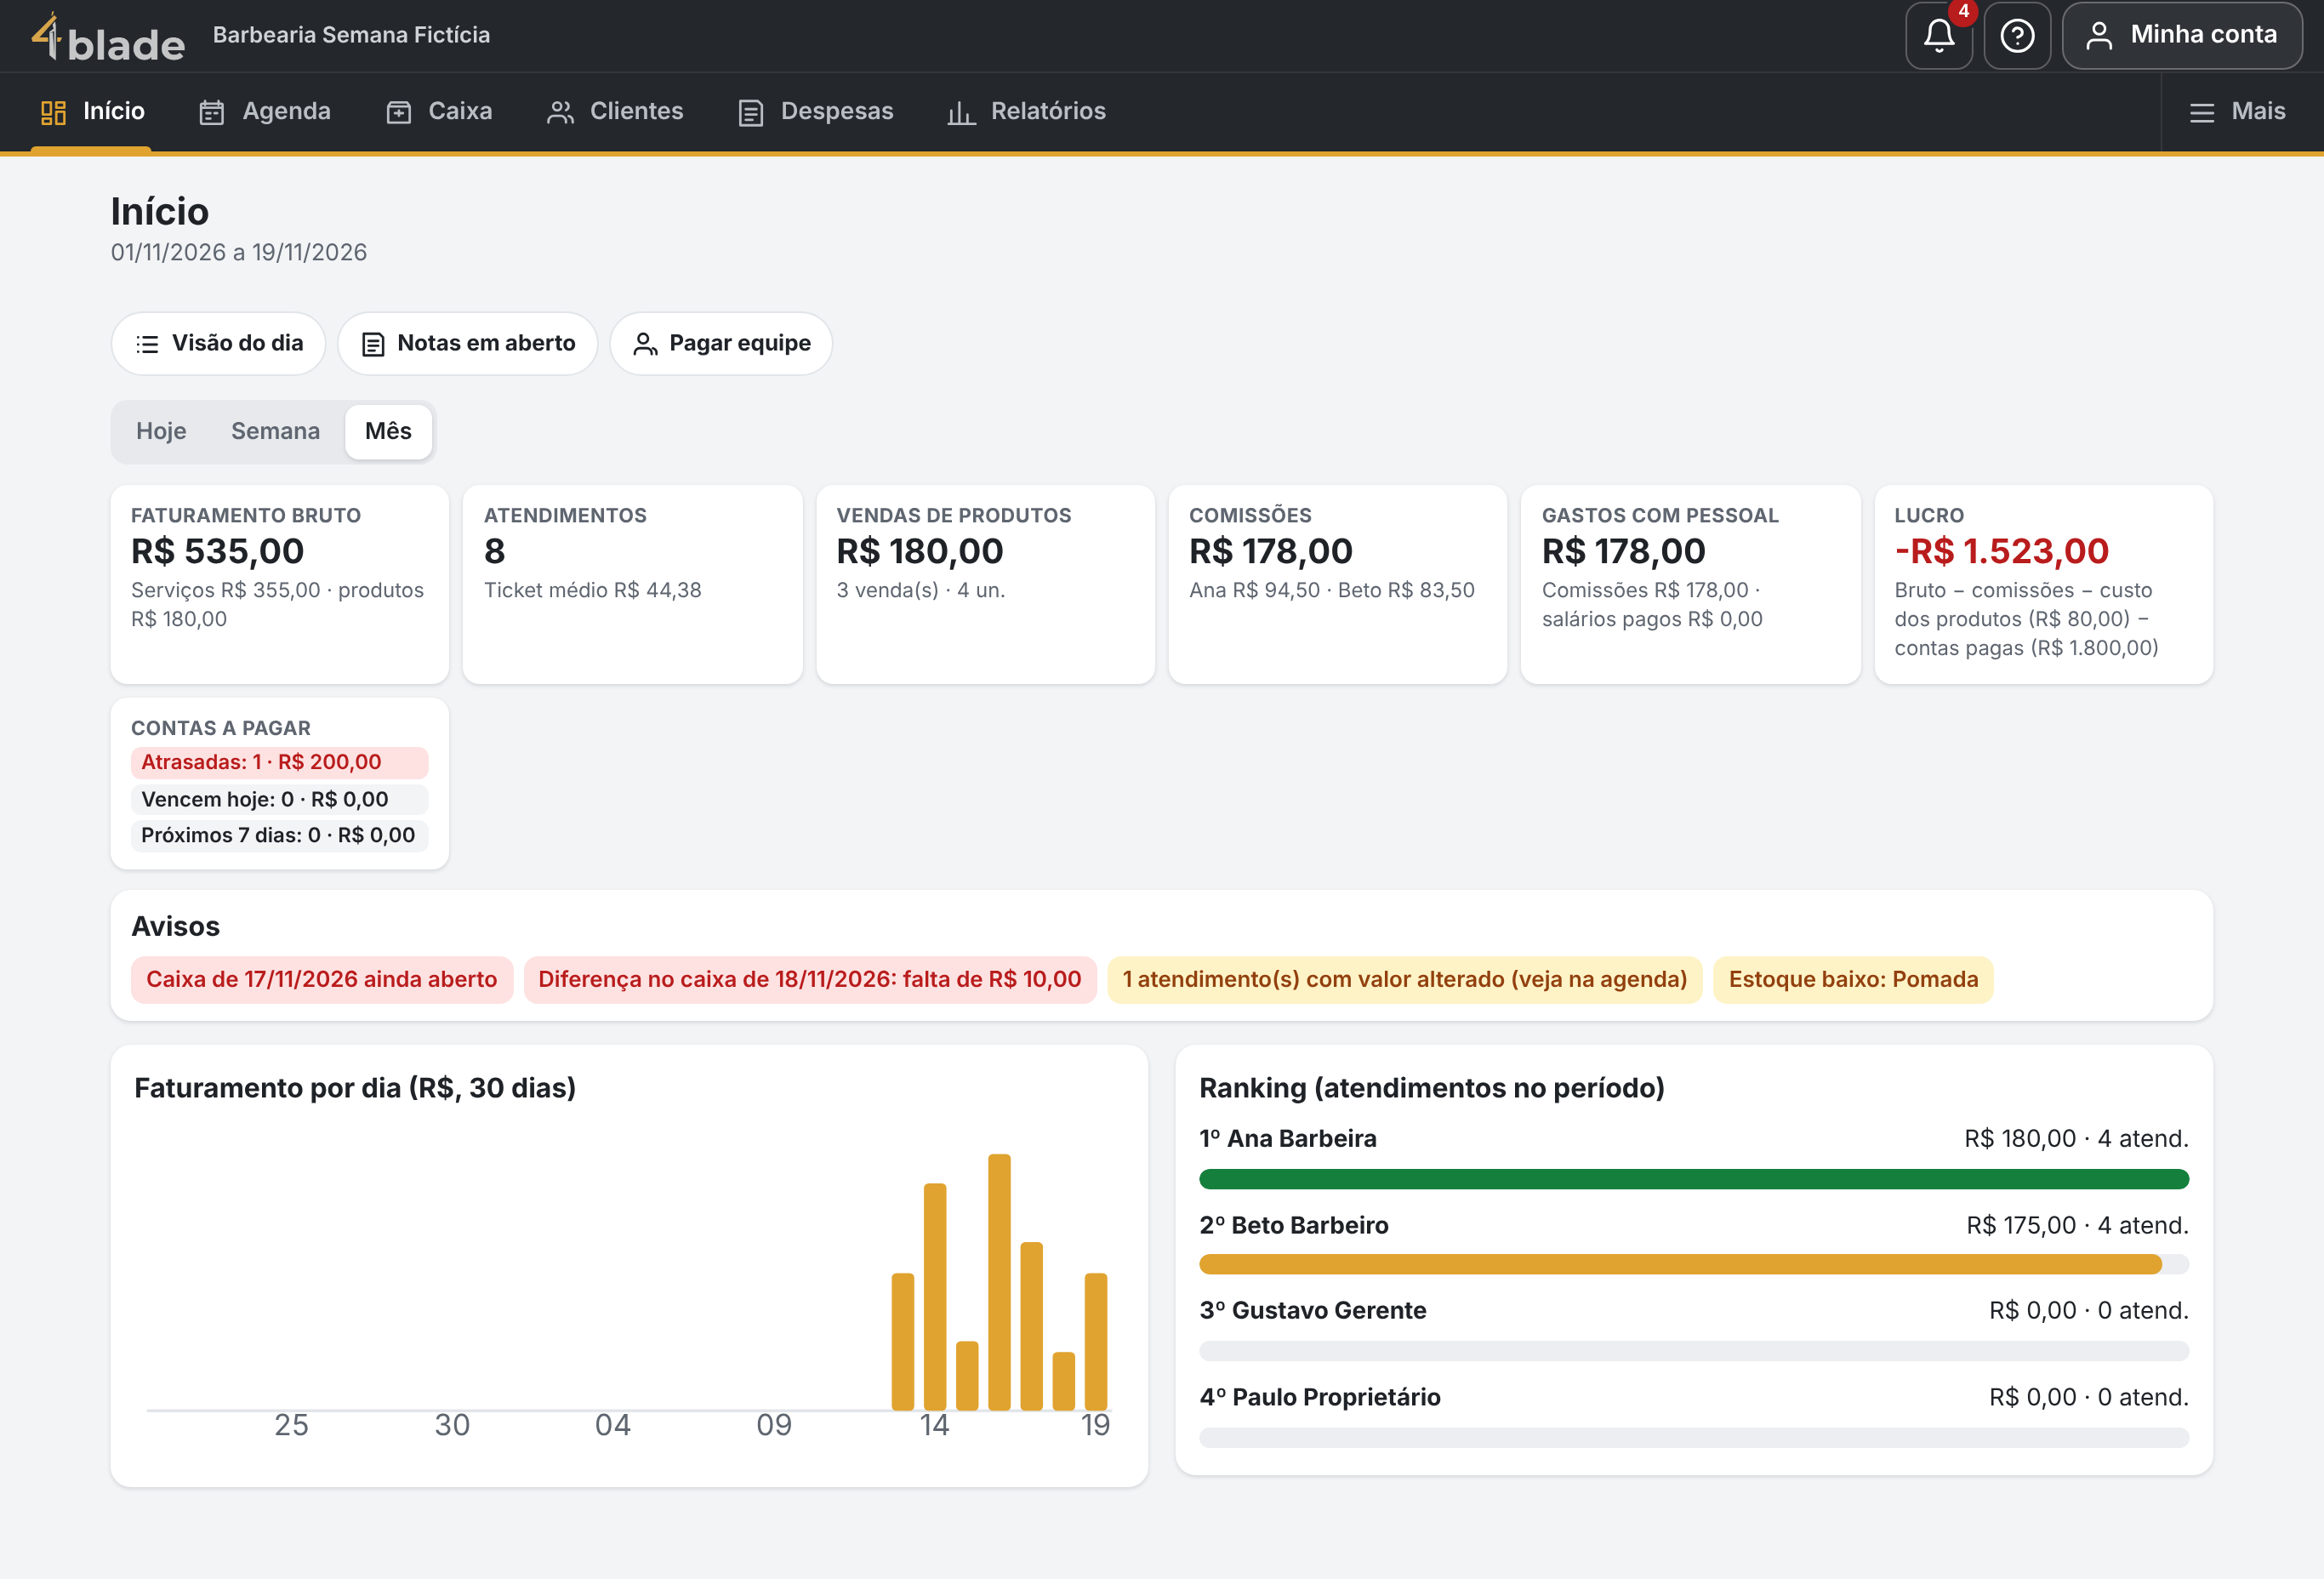 4blade
Barbearia Semana Fictícia
4
Minha conta
Início
Agenda
Caixa
Clientes
Despesas
Relatórios
Mais
Início
01/11/2026 a 19/11/2026
Visão do dia
Notas em aberto
Pagar equipe
Hoje
Semana
Mês
FATURAMENTO BRUTO
R$ 535,00
Serviços R$ 355,00 · produtos
R$ 180,00
ATENDIMENTOS
8
Ticket médio R$ 44,38
VENDAS DE PRODUTOS
R$ 180,00
3 venda(s) · 4 un.
COMISSÕES
R$ 178,00
Ana R$ 94,50 · Beto R$ 83,50
GASTOS COM PESSOAL
R$ 178,00
Comissões R$ 178,00 ·
salários pagos R$ 0,00
LUCRO
-R$ 1.523,00
Bruto − comissões − custo
dos produtos (R$ 80,00) −
contas pagas (R$ 1.800,00)
CONTAS A PAGAR
Atrasadas: 1 · R$ 200,00
Vencem hoje: 0 · R$ 0,00
Próximos 7 dias: 0 · R$ 0,00
Avisos
Caixa de 17/11/2026 ainda aberto
Diferença no caixa de 18/11/2026: falta de R$ 10,00
1 atendimento(s) com valor alterado (veja na agenda)
Estoque baixo: Pomada
Faturamento por dia (R$, 30 dias)
25 30 04 09 14 19
Ranking (atendimentos no período)
1º Ana Barbeira R$ 180,00 · 4 atend.
2º Beto Barbeiro R$ 175,00 · 4 atend.
3º Gustavo Gerente R$ 0,00 · 0 atend.
4º Paulo Proprietário R$ 0,00 · 0 atend.